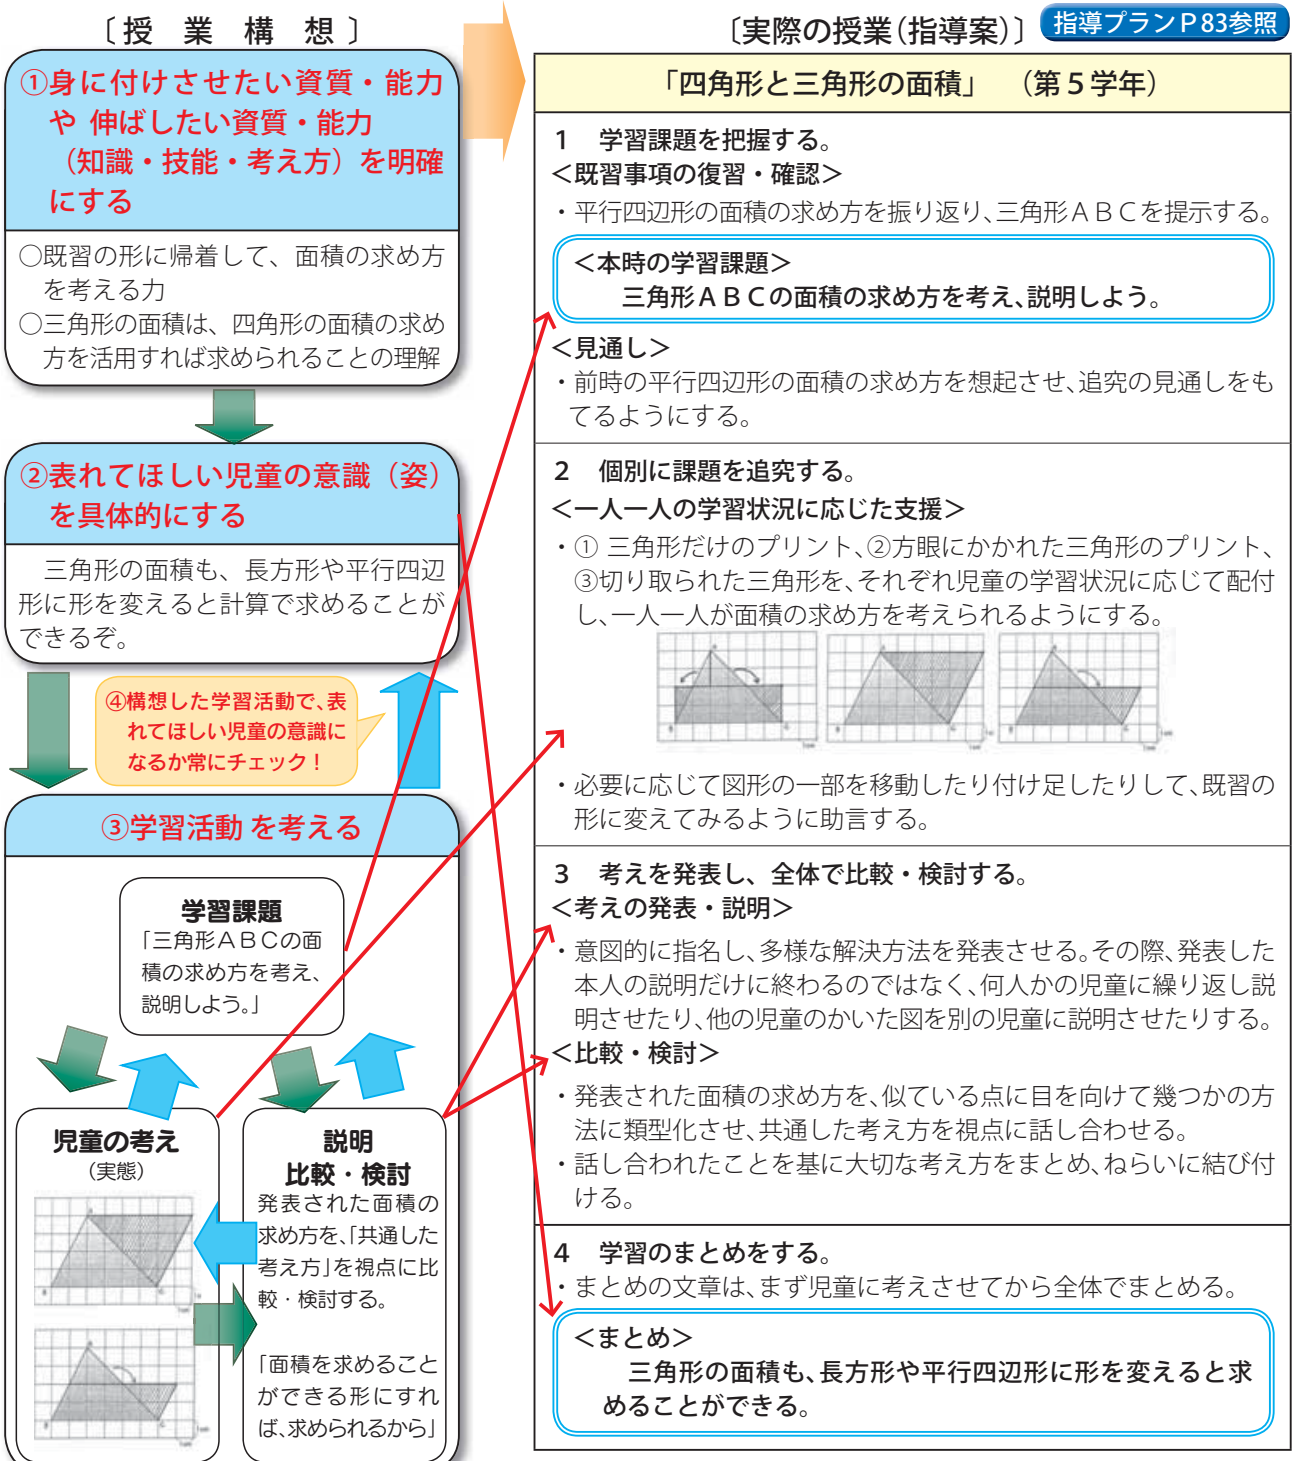 〔授業構想〕
①身に付けさせたい資質・能力
や 伸ばしたい資質・能力
（知識・技能・考え方）を明確
にする
○既習の形に帰着して、面積の求め方
を考える力
○三角形の面積は、四角形の面積の求め
方を活用すれば求められることの理解
②表れてほしい児童の意識（姿）
を具体的にする
三角形の面積も、長方形や平行四辺
形に形を変えると計算で求めることが
できるぞ。
④構想した学習活動で、表
れてほしい児童の意識に
なるか常にチェック！
③学習活動 を考える
学習課題
「三角形ＡＢＣの面
積の求め方を考え、
説明しよう。」
児童の考え
（実態）
説明
比較・検討
発表された面積の
求め方を、「共通した
考え方」を視点に比
較・検討する。
「面積を求めること
ができる形にすれ
ば、求められるから」
〔実際の授業（指導案）〕
指導プランＰ83参照
「四角形と三角形の面積」　（第５学年）
１　学習課題を把握する。
＜既習事項の復習・確認＞
・平行四辺形の面積の求め方を振り返り、三角形ＡＢＣを提示する。
＜本時の学習課題＞
三角形ＡＢＣの面積の求め方を考え、説明しよう。
＜見通し＞
・前時の平行四辺形の面積の求め方を想起させ、追究の見通しをも
てるようにする。
２　個別に課題を追究する。
＜一人一人の学習状況に応じた支援＞
・① 三角形だけのプリント、②方眼にかかれた三角形のプリント、
③切り取られた三角形を、それぞれ児童の学習状況に応じて配付
し、一人一人が面積の求め方を考えられるようにする。
・必要に応じて図形の一部を移動したり付け足したりして、既習の
形に変えてみるように助言する。
３　考えを発表し、全体で比較・検討する。
＜考えの発表・説明＞
・意図的に指名し、多様な解決方法を発表させる。その際、発表した
本人の説明だけに終わるのではなく、何人かの児童に繰り返し説
明させたり、他の児童のかいた図を別の児童に説明させたりする。
＜比較・検討＞
・発表された面積の求め方を、似ている点に目を向けて幾つかの方
法に類型化させ、共通した考え方を視点に話し合わせる。
・話し合われたことを基に大切な考え方をまとめ、ねらいに結び付
ける。
４　学習のまとめをする。
・まとめの文章は、まず児童に考えさせてから全体でまとめる。
＜まとめ＞
三角形の面積も、長方形や平行四辺形に形を変えると求
めることができる。